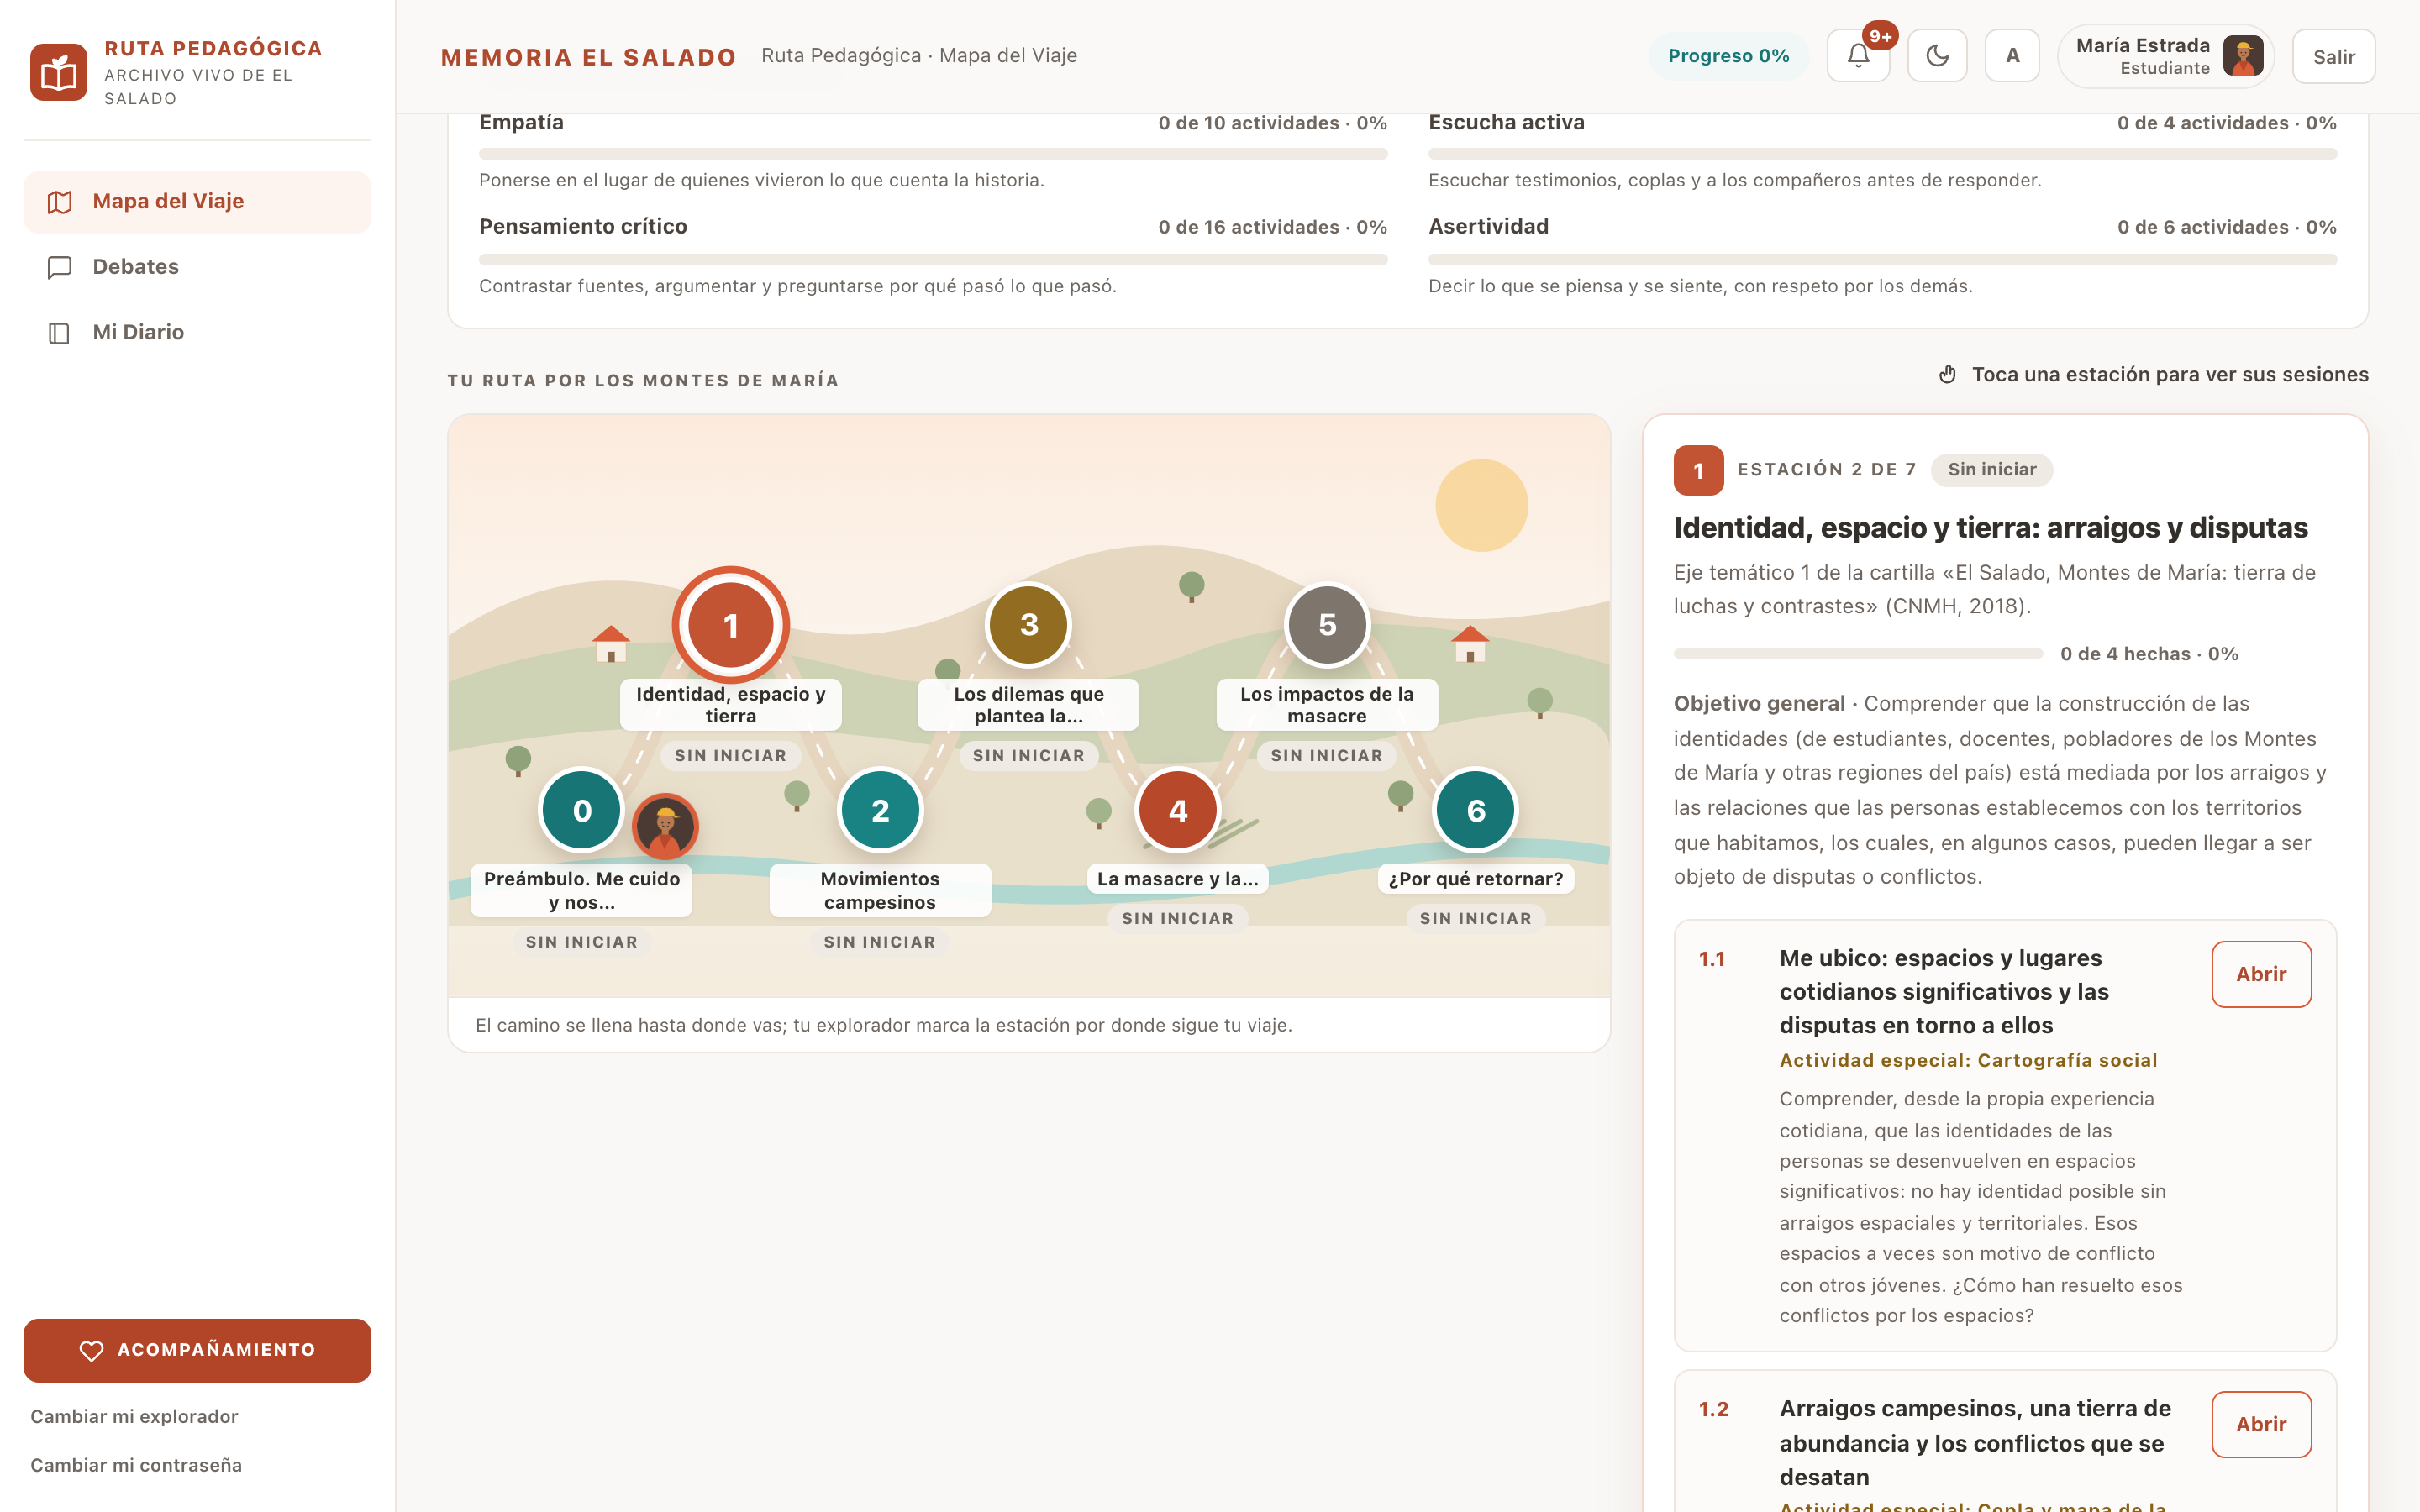 RUTA PEDAGÓGICA
ARCHIVO VIVO DE EL
SALADO
Mapa del Viaje
Debates
Mi Diario
ACOMPAÑAMIENTO
Cambiar mi explorador
Cambiar mi contraseña
MEMORIA EL SALADO
Ruta Pedagógica · Mapa del Viaje
Progreso 0%
9+
A
María Estrada
Estudiante
Salir
Empatía
0 de 10 actividades · 0%
Ponerse en el lugar de quienes vivieron lo que cuenta la historia.
Escucha activa
0 de 4 actividades · 0%
Escuchar testimonios, coplas y a los compañeros antes de responder.
Pensamiento crítico
0 de 16 actividades · 0%
Contrastar fuentes, argumentar y preguntarse por qué pasó lo que pasó.
Asertividad
0 de 6 actividades · 0%
Decir lo que se piensa y se siente, con respeto por los demás.
TU RUTA POR LOS MONTES DE MARÍA
Toca una estación para ver sus sesiones
1
Identidad, espacio y
tierra
SIN INICIAR
3
Los dilemas que
plantea la...
SIN INICIAR
5
Los impactos de la
masacre
SIN INICIAR
0
Preámbulo. Me cuido
y nos...
SIN INICIAR
2
Movimientos
campesinos
SIN INICIAR
4
La masacre y la...
SIN INICIAR
6
¿Por qué retornar?
SIN INICIAR
El camino se llena hasta donde vas; tu explorador marca la estación por donde sigue tu viaje.
1
ESTACIÓN 2 DE 7
Sin iniciar
Identidad, espacio y tierra: arraigos y disputas
Eje temático 1 de la cartilla «El Salado, Montes de María: tierra de
luchas y contrastes» (CNMH, 2018).
0 de 4 hechas · 0%
Objetivo general · Comprender que la construcción de las
identidades (de estudiantes, docentes, pobladores de los Montes
de María y otras regiones del país) está mediada por los arraigos y
las relaciones que las personas establecemos con los territorios
que habitamos, los cuales, en algunos casos, pueden llegar a ser
objeto de disputas o conflictos.
1.1
Me ubico: espacios y lugares
cotidianos significativos y las
disputas en torno a ellos
Abrir
Actividad especial: Cartografía social
Comprender, desde la propia experiencia
cotidiana, que las identidades de las
personas se desenvuelven en espacios
significativos: no hay identidad posible sin
arraigos espaciales y territoriales. Esos
espacios a veces son motivo de conflicto
con otros jóvenes. ¿Cómo han resuelto esos
conflictos por los espacios?
1.2
Arraigos campesinos, una tierra de
abundancia y los conflictos que se
desatan
Abrir
Actividad especial: Copla y mapa de la